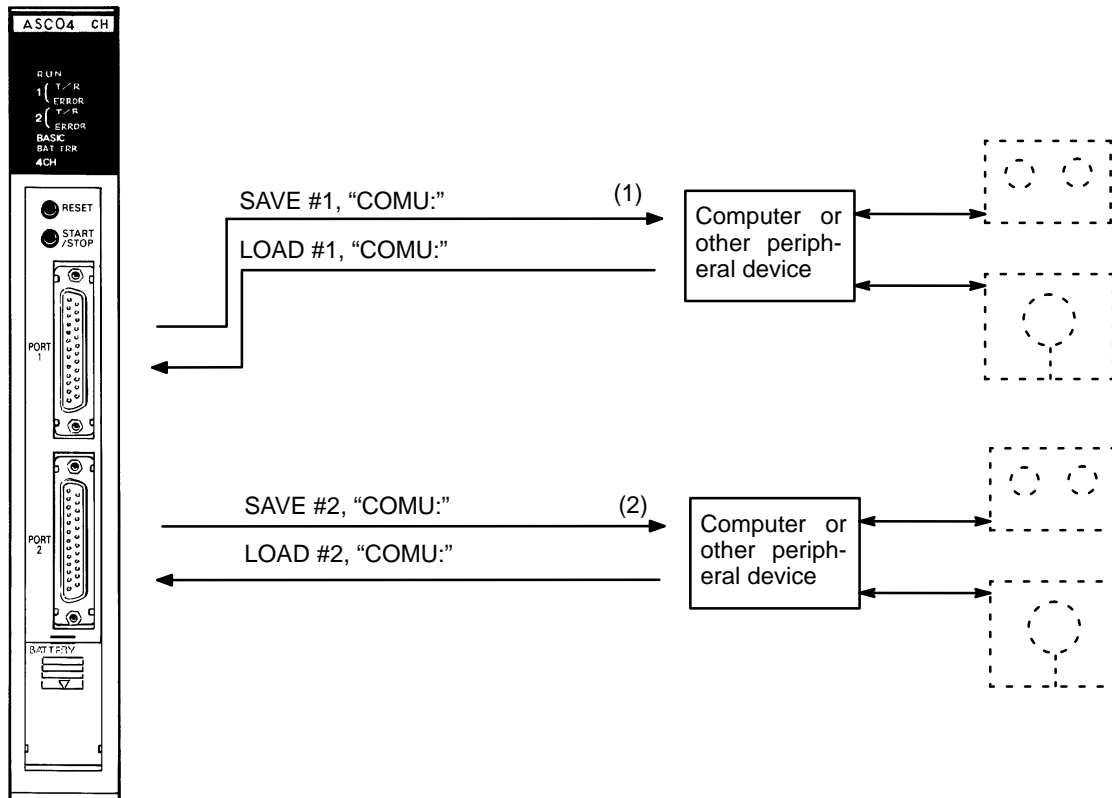 ASC04 CH
RUN
1 T/R
ERROR
2 T/R
ERROR
BASIC
BAT ERR
4CH
RESET
START
/STOP
PORT
1
PORT
2
BATTERY
SAVE #1, “COMU:”
(1)
LOAD #1, “COMU:”
Computer or
other periph-
eral device
SAVE #2, “COMU:”
(2)
LOAD #2, “COMU:”
Computer or
other periph-
eral device